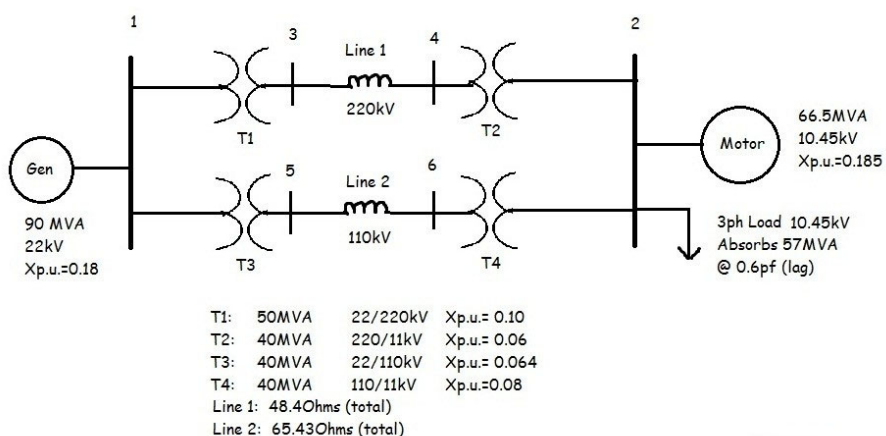 1
3
Line 1
4
2
220kV
T1
T2
66.5MVA
10.45kV
Xp.u.=0.185
Motor
Gen
5
Line 2
6
110kV
T3
T4
90 MVA
22kV
Xp.u.=0.18
3ph Load 10.45kV
Absorbs 57MVA
@ 0.6pf (lag)
T1: 50MVA 22/220kV Xp.u.= 0.10
T2: 40MVA 220/11kV Xp.u.= 0.06
T3: 40MVA 22/110kV Xp.u.= 0.064
T4: 40MVA 110/11kV Xp.u.=0.08
Line 1: 48.4Ohms (total)
Line 2: 65.43Ohms (total)